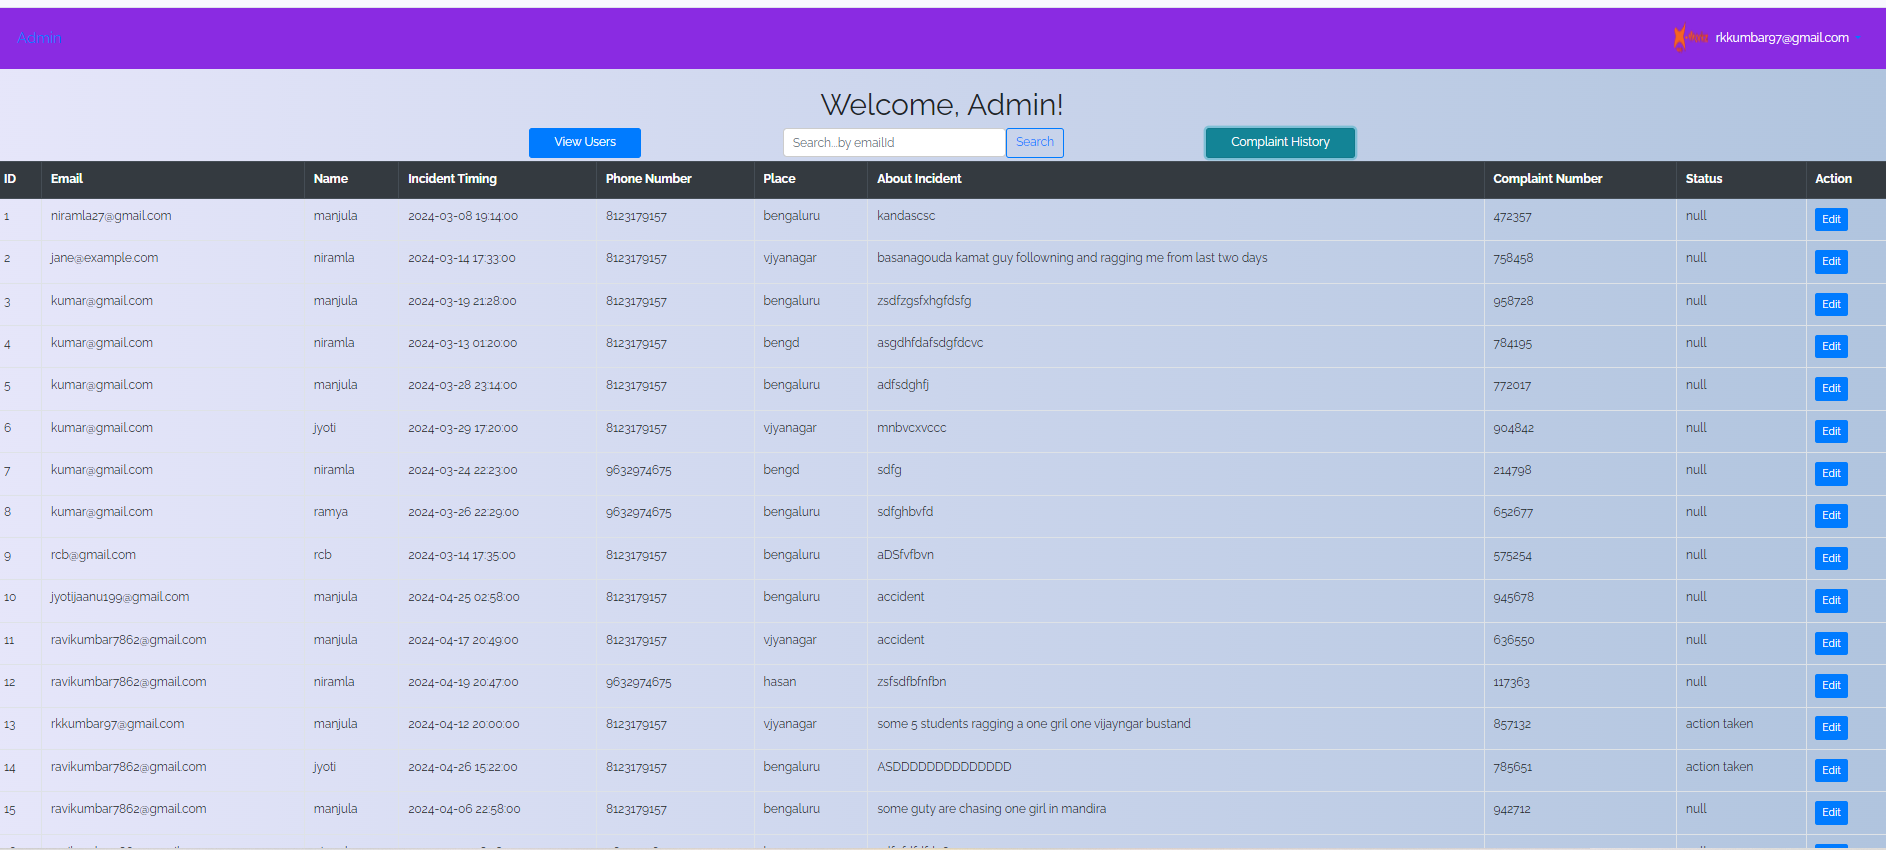 Admin
rkkumbar97@gmail.com
Welcome, Admin!
View Users Search...by emailId Search Complaint History
ID Email Name Incident Timing Phone Number Place About Incident Complaint Number Status Action
1 niramla27@gmail.com manjula 2024-03-08 19:14:00 8123179157 bengaluru kandascsc 472357 null Edit
2 jane@example.com niramla 2024-03-14 17:33:00 8123179157 vjyanagar basanagouda kamat guy followning and ragging me from last two days 758458 null Edit
3 kumar@gmail.com manjula 2024-03-19 21:28:00 8123179157 bengaluru zsdfzgsfxhgfdsfg 958728 null Edit
4 kumar@gmail.com niramla 2024-03-13 01:20:00 8123179157 bengd asgdhfdafsdgfdcvc 784195 null Edit
5 kumar@gmail.com manjula 2024-03-28 23:14:00 8123179157 bengaluru adfsdghfj 772017 null Edit
6 kumar@gmail.com jyoti 2024-03-29 17:20:00 8123179157 vjyanagar mnbvcxvccc 904842 null Edit
7 kumar@gmail.com niramla 2024-03-24 22:23:00 9632974675 bengd sdfg 214798 null Edit
8 kumar@gmail.com ramya 2024-03-26 22:29:00 9632974675 bengaluru sdfghbvfd 652677 null Edit
9 rcb@gmail.com rcb 2024-03-14 17:35:00 8123179157 bengaluru aDSfvfbvn 575254 null Edit
10 jyotijaanu199@gmail.com manjula 2024-04-25 02:58:00 8123179157 bengaluru accident 945678 null Edit
11 ravikumbar7862@gmail.com manjula 2024-04-17 20:49:00 8123179157 vjyanagar accident 636550 null Edit
12 ravikumbar7862@gmail.com niramla 2024-04-19 20:47:00 9632974675 hasan zsfsdfbfnfbn 117363 null Edit
13 rkkumbar97@gmail.com manjula 2024-04-12 20:00:00 8123179157 vjyanagar some 5 students ragging a one gril one vijayngar bustand 857132 action taken Edit
14 ravikumbar7862@gmail.com jyoti 2024-04-26 15:22:00 8123179157 bengaluru ASDDDDDDDDDDDDDD 785651 action taken Edit
15 ravikumbar7862@gmail.com manjula 2024-04-06 22:58:00 8123179157 bengaluru some guty are chasing one girl in mandira 942712 null Edit